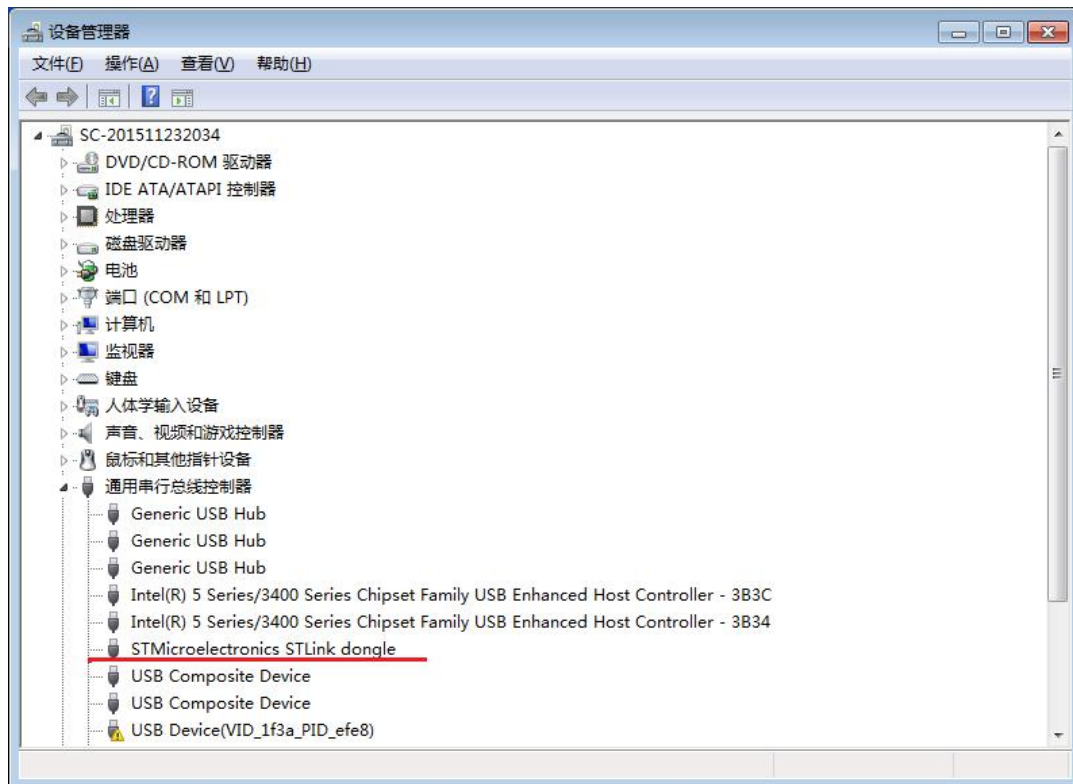 设备管理器
文件(F) 操作(A) 查看(V) 帮助(H)
SC-201511232034
DVD/CD-ROM 驱动器
IDE ATA/ATAPI 控制器
处理器
磁盘驱动器
电池
端口 (COM 和 LPT)
计算机
监视器
键盘
人体学输入设备
声音、视频和游戏控制器
鼠标和其他指针设备
通用串行总线控制器
Generic USB Hub
Generic USB Hub
Generic USB Hub
Intel(R) 5 Series/3400 Series Chipset Family USB Enhanced Host Controller - 3B3C
Intel(R) 5 Series/3400 Series Chipset Family USB Enhanced Host Controller - 3B34
STMicroelectronics STLink dongle
USB Composite Device
USB Composite Device
USB Device(VID_1f3a_PID_efe8)